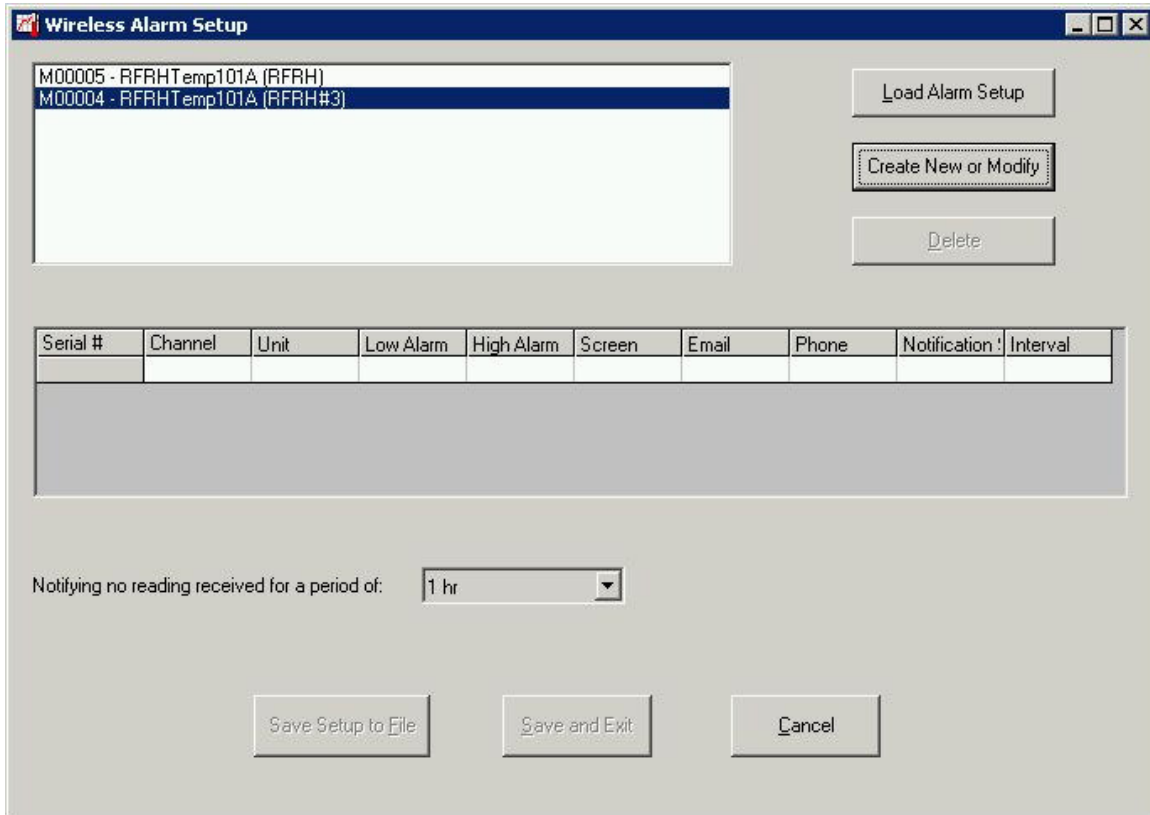 Wireless Alarm Setup
M00005 - RFRHTemp101A (RFRH)
M00004 - RFRHTemp101A (RFRH#3)
Load Alarm Setup
Create New or Modify
Delete
Serial # Channel Unit Low Alarm High Alarm Screen Email Phone Notification Interval
Notifying no reading received for a period of: 1 hr
Save Setup to File Save and Exit Cancel